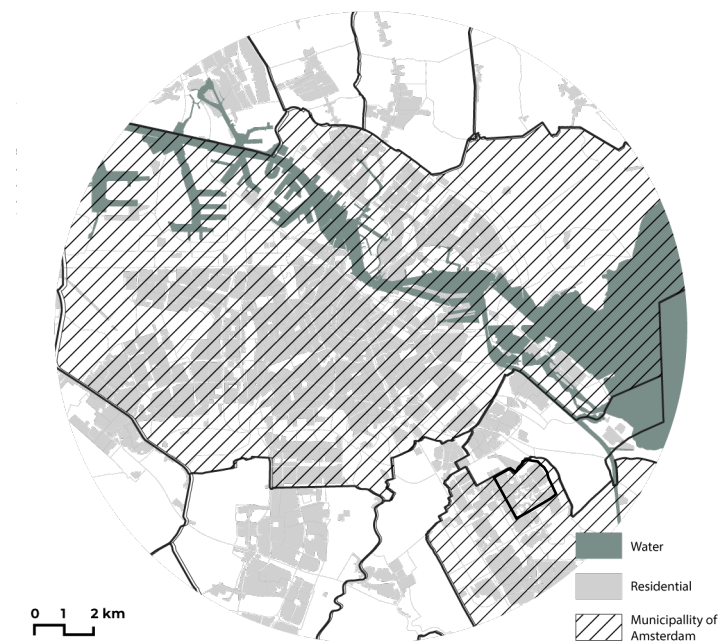 Water
Residential
0 1 2 km
Municipallity of
Amsterdam